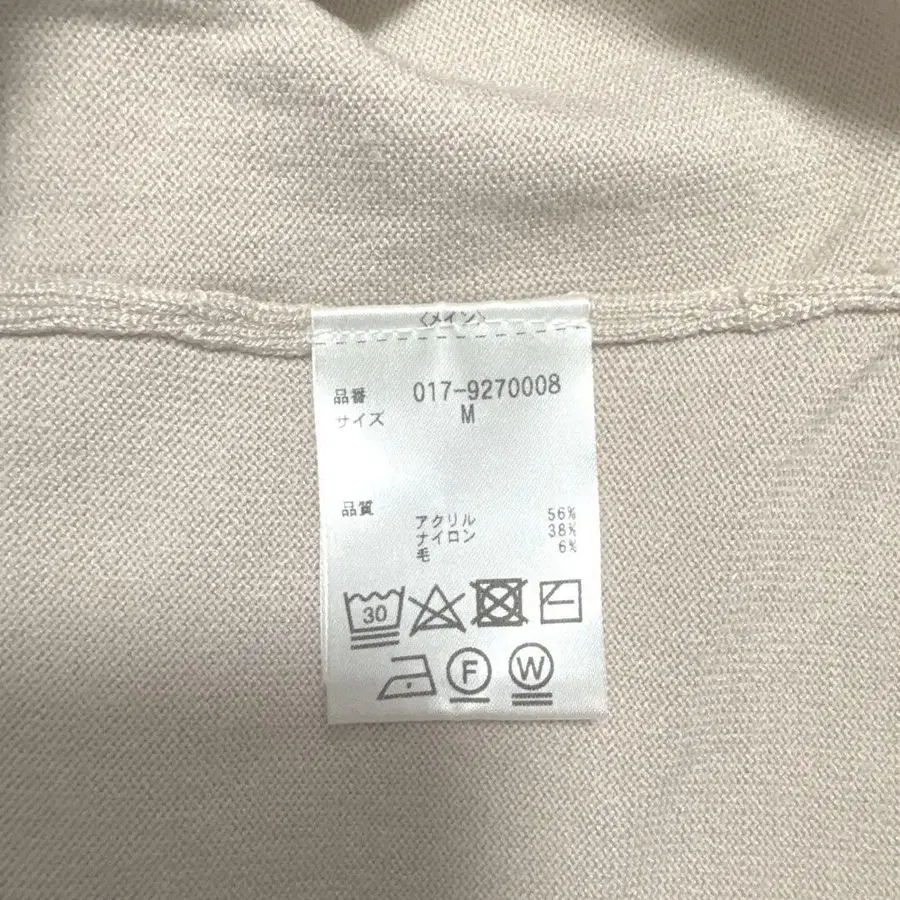 〈メイン〉
品番 017-9270008
サイズ M
品質 アクリル 56%
ナイロン 38%
毛 6%
30
F W